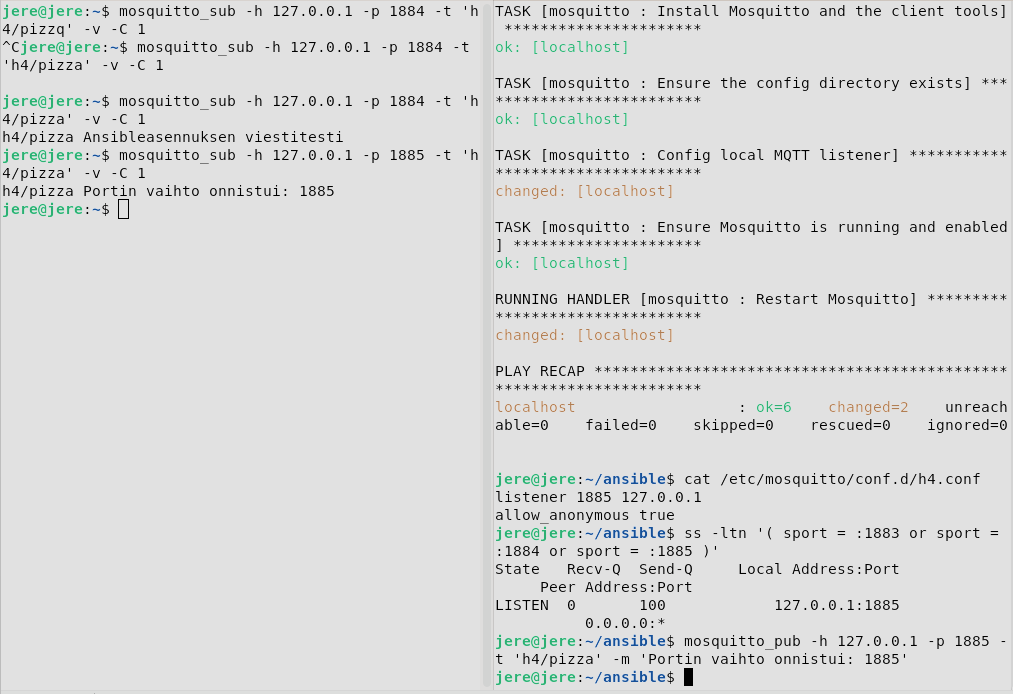 jere@jere:~$ mosquitto_sub -h 127.0.0.1 -p 1884 -t 'h
4/pizzq' -v -C 1
^Cjere@jere:~$ mosquitto_sub -h 127.0.0.1 -p 1884 -t
'h4/pizza' -v -C 1
jere@jere:~$ mosquitto_sub -h 127.0.0.1 -p 1884 -t 'h
4/pizza' -v -C 1
h4/pizza Ansibleasennuksen viestitesti
jere@jere:~$ mosquitto_sub -h 127.0.0.1 -p 1885 -t 'h
4/pizza' -v -C 1
h4/pizza Portin vaihto onnistui: 1885
jere@jere:~$
TASK [mosquitto : Install Mosquitto and the client tools]
**********************
ok: [localhost]
TASK [mosquitto : Ensure the config directory exists] ***
***********************
ok: [localhost]
TASK [mosquitto : Config local MQTT listener] ***********
***********************
changed: [localhost]
TASK [mosquitto : Ensure Mosquitto is running and enabled
] *********************
ok: [localhost]
RUNNING HANDLER [mosquitto : Restart Mosquitto] *********
***********************
changed: [localhost]
PLAY RECAP **********************************************
***********************
localhost                  : ok=6    changed=2    unreach
able=0    failed=0    skipped=0    rescued=0    ignored=0
jere@jere:~/ansible$ cat /etc/mosquitto/conf.d/h4.conf
listener 1885 127.0.0.1
allow_anonymous true
jere@jere:~/ansible$ ss -ltn '( sport = :1883 or sport =
:1884 or sport = :1885 )'
State   Recv-Q  Send-Q     Local Address:Port
Peer Address:Port
LISTEN  0       100            127.0.0.1:1885
0.0.0.0:*
jere@jere:~/ansible$ mosquitto_pub -h 127.0.0.1 -p 1885 -
t 'h4/pizza' -m 'Portin vaihto onnistui: 1885'
jere@jere:~/ansible$